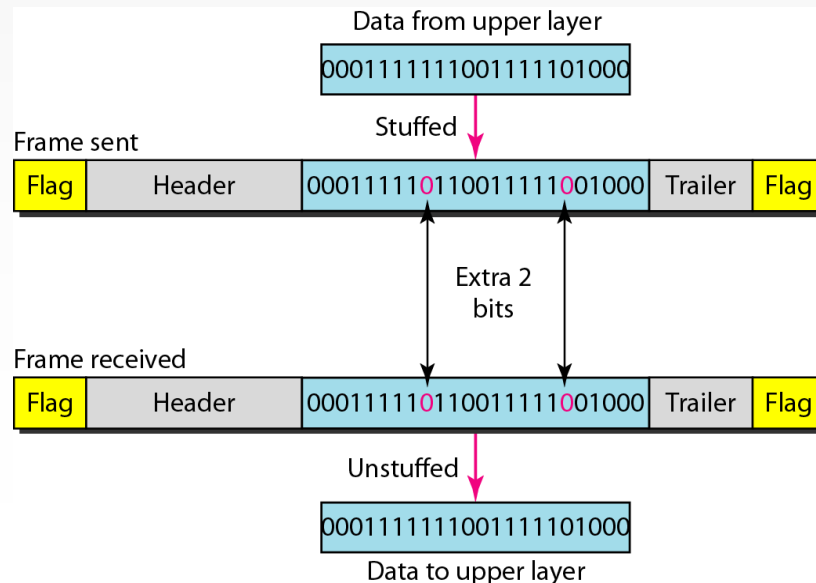 Data from upper layer
0001111111001111101000
Stuffed
Frame sent
Flag Header 000111110110011111001000 Trailer Flag
Extra 2
bits
Frame received
Flag Header 000111110110011111001000 Trailer Flag
Unstuffed
0001111111001111101000
Data to upper layer